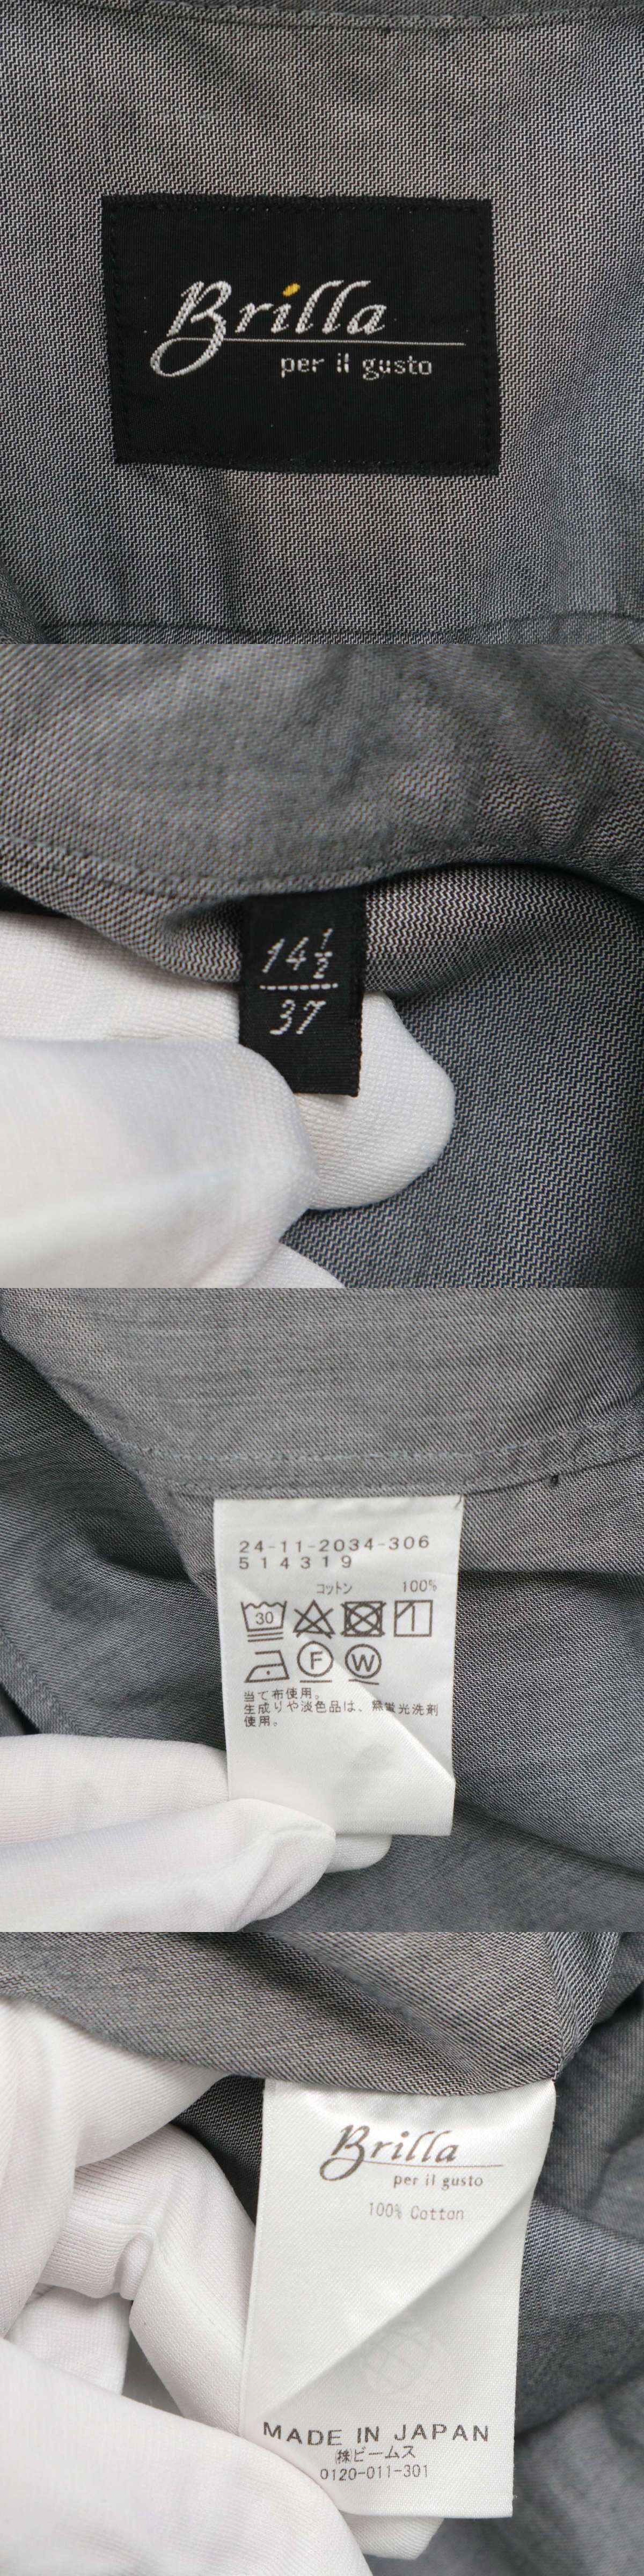 Brilla
per il gusto
14 1/2
37
24-11-2034-306
514319
コットン 100%
30
F W
当て布使用。
生成りや淡色品は、無蛍光洗剤
使用。
Brilla
per il gusto
100% Cotton
MADE IN JAPAN
㈱ビームス
0120-011-301